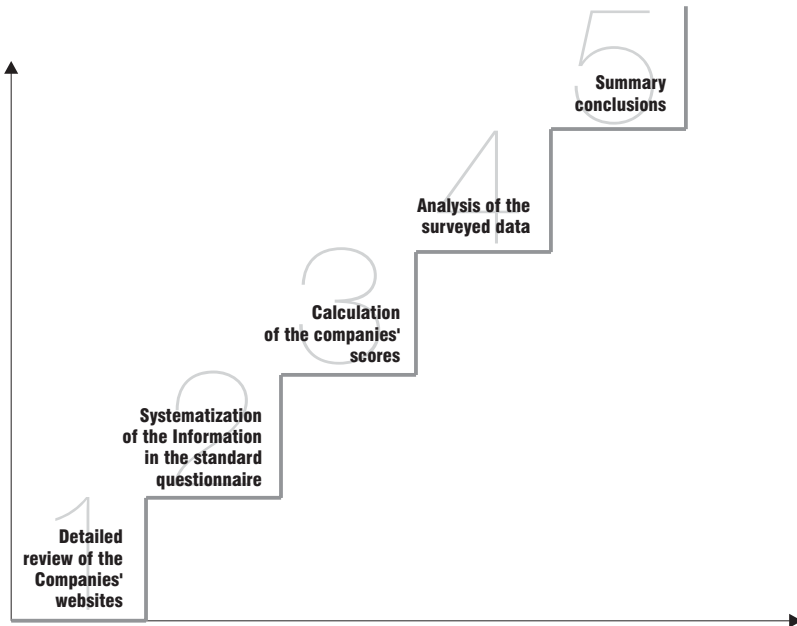 1
Detailed
review of the
Companies'
websites
2
Systematization
of the Information
in the standard
questionnaire
3
Calculation
of the companies'
scores
4
Analysis of the
surveyed data
5
Summary
conclusions